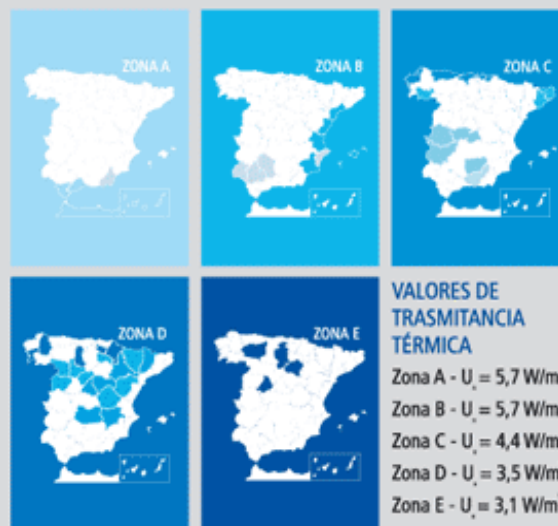 ZONA A
ZONA B
ZONA C
ZONA D
ZONA E
VALORES DE
TRASMITANCIA
TÉRMICA
Zona A - U = 5,7 W/m
Zona B - U = 5,7 W/m
Zona C - U = 4,4 W/m
Zona D - U = 3,5 W/m
Zona E - U = 3,1 W/m